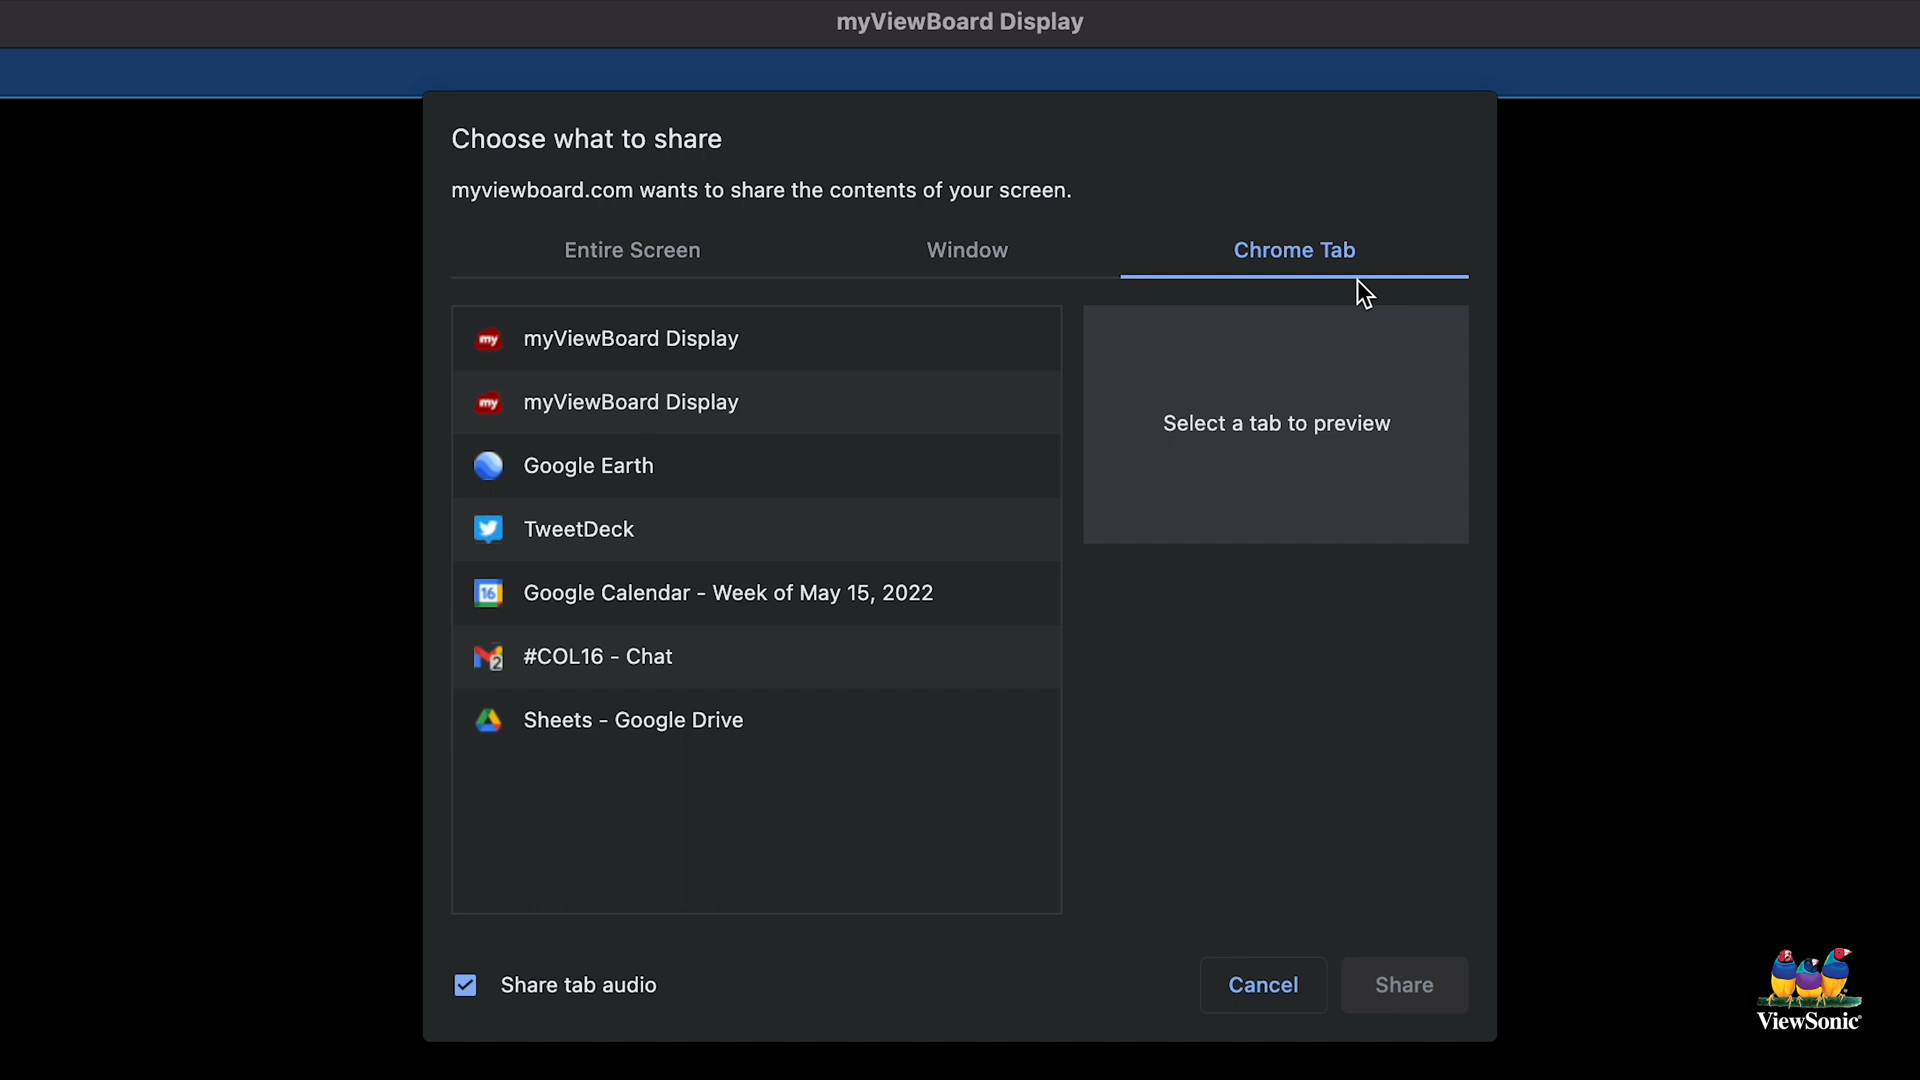 myViewBoard Display
Choose what to share
myviewboard.com wants to share the contents of your screen.
Entire Screen
Window
Chrome Tab
my myViewBoard Display
my myViewBoard Display
Google Earth
TweetDeck
16 Google Calendar - Week of May 15, 2022
2 #COL16 - Chat
Sheets - Google Drive
Select a tab to preview
Share tab audio
Cancel
Share
ViewSonic